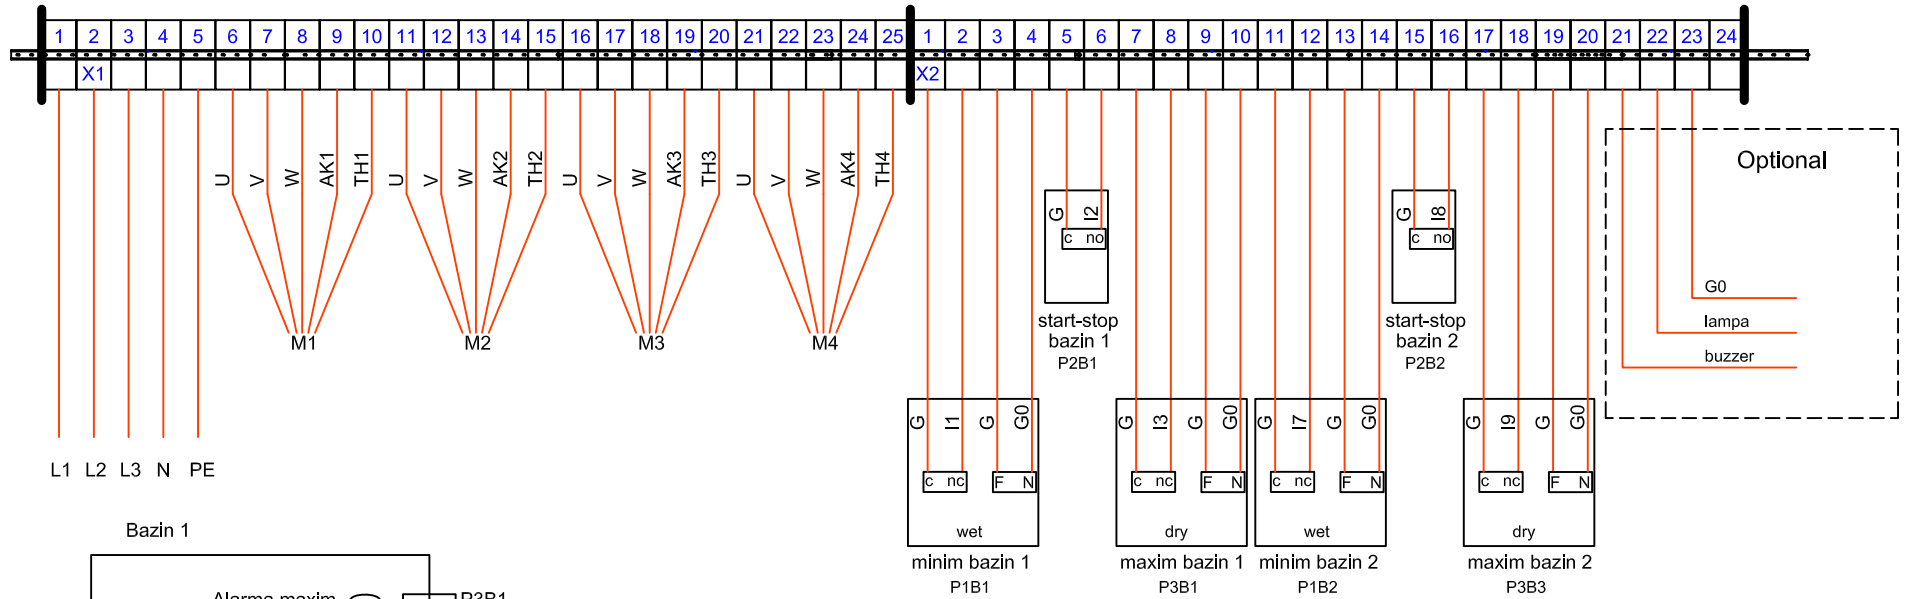 1 2 3 4 5 6 7 8 9 10 11 12 13 14 15 16 17 18 19 20 21 22 23 24 25 1 2 3 4 5 6 7 8 9 10 11 12 13 14 15 16 17 18 19 20 21 22 23 24
X1 X2
U V W AK1 TH1 U V W AK2 TH2 U V W AK3 TH3 U V W AK4 TH4
Optional
G I2 G I8
c no c no
G0
lampa
buzzer
start-stop start-stop
bazin 1 bazin 2
P2B1 P2B2
M1 M2 M3 M4
G I1 G G0 G I3 G G0 G I7 G G0 G I9 G G0
L1 L2 L3 N PE
c nc F N c nc F N c nc F N c nc F N
wet dry wet dry
Bazin 1
minim bazin 1 maxim bazin 1 minim bazin 2 maxim bazin 2
P1B1 P3B1 P1B2 P3B3
Alarma maxim P3B1